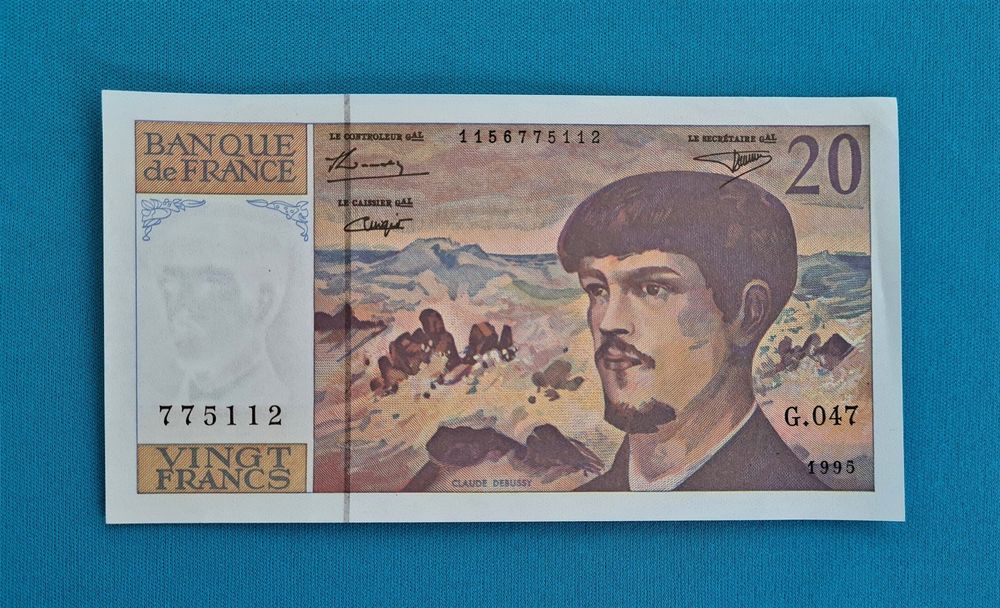 BANQUE
de FRANCE
LE CONTROLEUR GAL
1156775112
LE SECRÉTAIRE GAL
20
LE CAISSIER GAL
775112
G.047
VINGT
FRANCS
1995
CLAUDE DEBUSSY